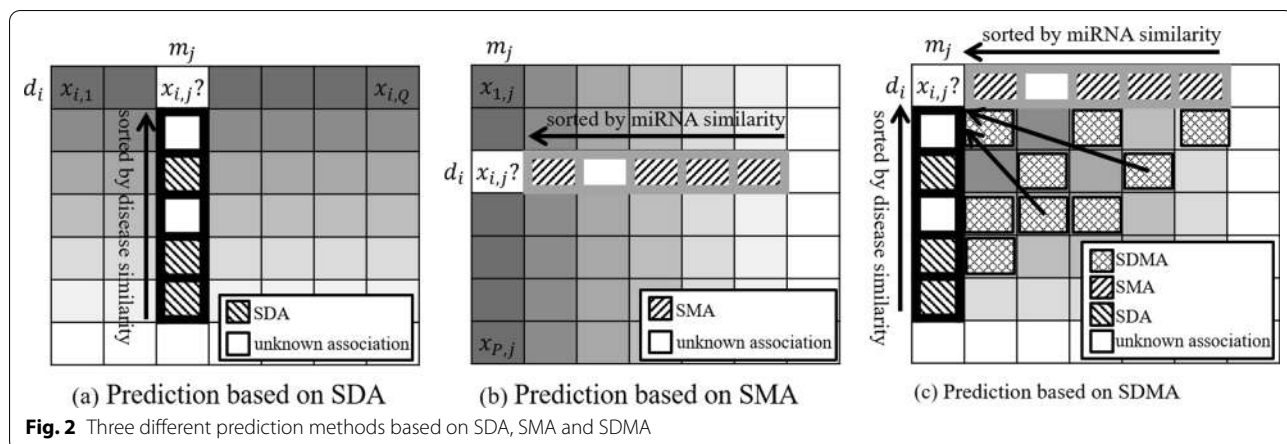 m_j
d_i
x_{i,1}
x_{i,j}?
x_{i,Q}
sorted by disease similarity
SDA
unknown association
(a) Prediction based on SDA
m_j
x_{1,j}
sorted by miRNA similarity
d_i
x_{i,j}?
x_{P,j}
SMA
unknown association
(b) Prediction based on SMA
sorted by miRNA similarity
m_j
d_i
x_{i,j}?
sorted by disease similarity
SDMA
SMA
SDA
unknown association
(c) Prediction based on SDMA
Fig. 2 Three different prediction methods based on SDA, SMA and SDMA